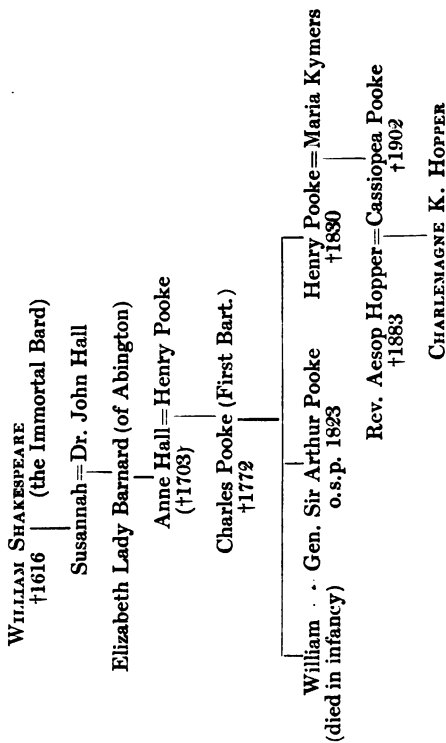 WILLIAM SHAKESPEARE
†1616 (the Immortal Bard)
Susannah=Dr. John Hall
Elizabeth Lady Barnard (of Abington)
Anne Hall=Henry Pooke
(†1703)
Charles Pooke (First Bart.)
†1772
William Gen. Sir Arthur Pooke Henry Pooke=Maria Kymers
(died in infancy) o.s.p. 1823 †1830
Rev. Aesop Hopper=Cassiopea Pooke
†1883 †1902
CHARLEMAGNE K. HOPPER